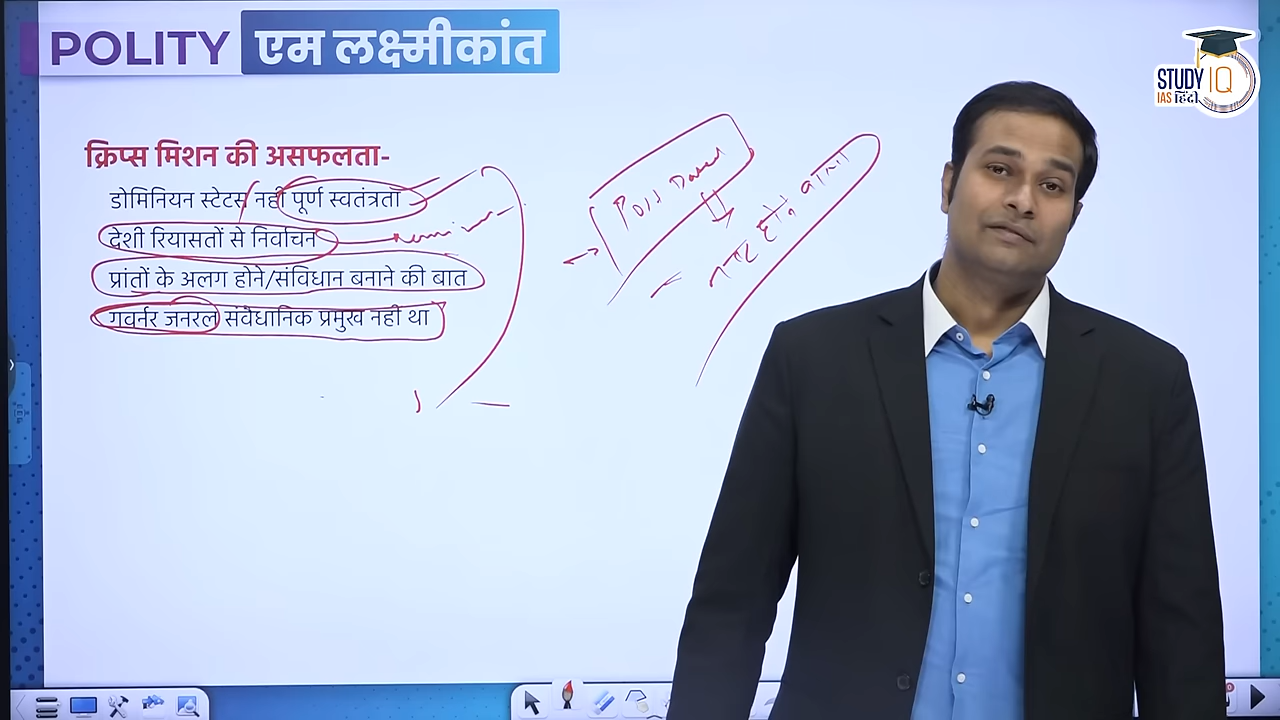 POLITY एम लक्ष्मीकांत
STUDY IQ
IAS हिंदी
क्रिप्स मिशन की असफलता-
डोमिनियन स्टेटस नही पूर्ण स्वतंत्रता
देशी रियासतों से निर्वाचन
प्रांतों के अलग होने/संविधान बनाने की बात
गवर्नर जनरल संवैधानिक प्रमुख नही था
Post Dated